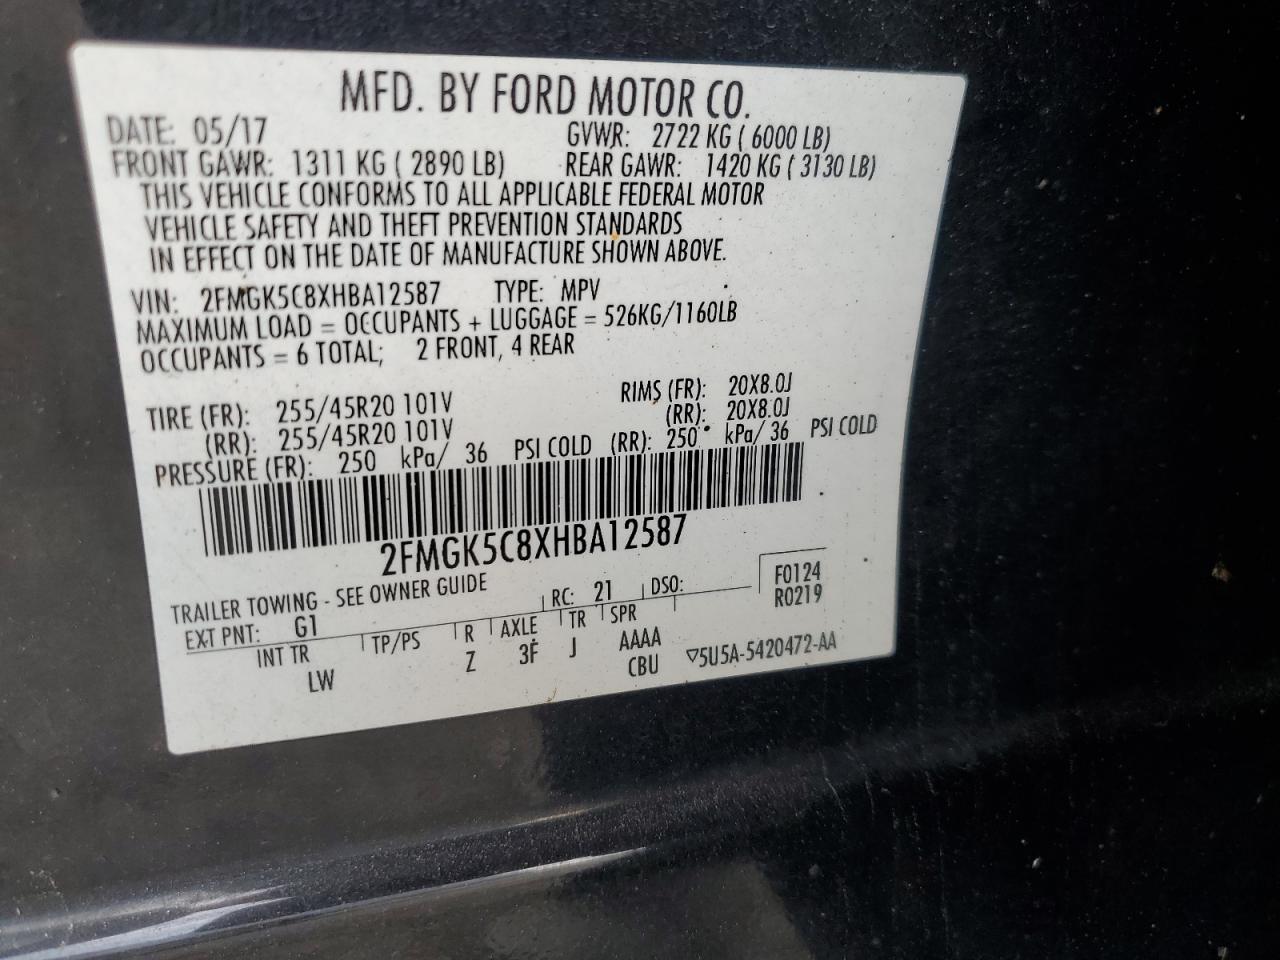 MFD. BY FORD MOTOR CO.
DATE: 05/17 GVWR: 2722 KG ( 6000 LB)
FRONT GAWR: 1311 KG ( 2890 LB) REAR GAWR: 1420 KG ( 3130 LB)
THIS VEHICLE CONFORMS TO ALL APPLICABLE FEDERAL MOTOR
VEHICLE SAFETY AND THEFT PREVENTION STANDARDS
IN EFFECT ON THE DATE OF MANUFACTURE SHOWN ABOVE.
VIN: 2FMGK5C8XHBA12587 TYPE: MPV
MAXIMUM LOAD = OCCUPANTS + LUGGAGE = 526KG/1160LB
OCCUPANTS = 6 TOTAL; 2 FRONT, 4 REAR
TIRE (FR): 255/45R20 101V RIMS (FR): 20X8.0J
(RR): 255/45R20 101V (RR): 20X8.0J
PRESSURE (FR): 250 kPa/ 36 PSI COLD (RR): 250 kPa/ 36 PSI COLD
2FMGK5C8XHBA12587
TRAILER TOWING - SEE OWNER GUIDE
EXT PNT: G1 RC: 21 DSO: F0124
R0219
INT TR TP/PS R AXLE TR SPR
LW Z 3F J AAAA
CBU ▽5U5A-5420472-AA